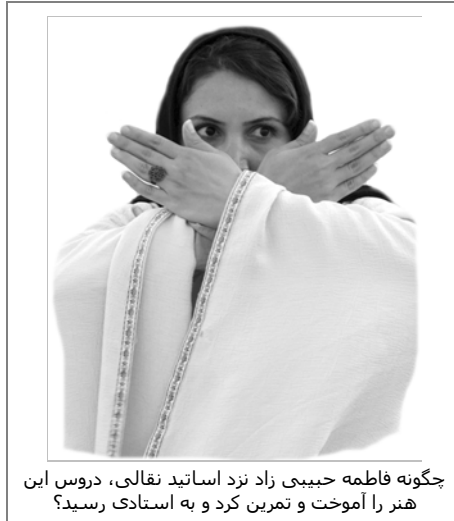 چگونه فاطمه حبیبی زاد نزد اساتید نقالی، دروس این
هنر را آموخت و تمرین کرد و به استادی رسید؟